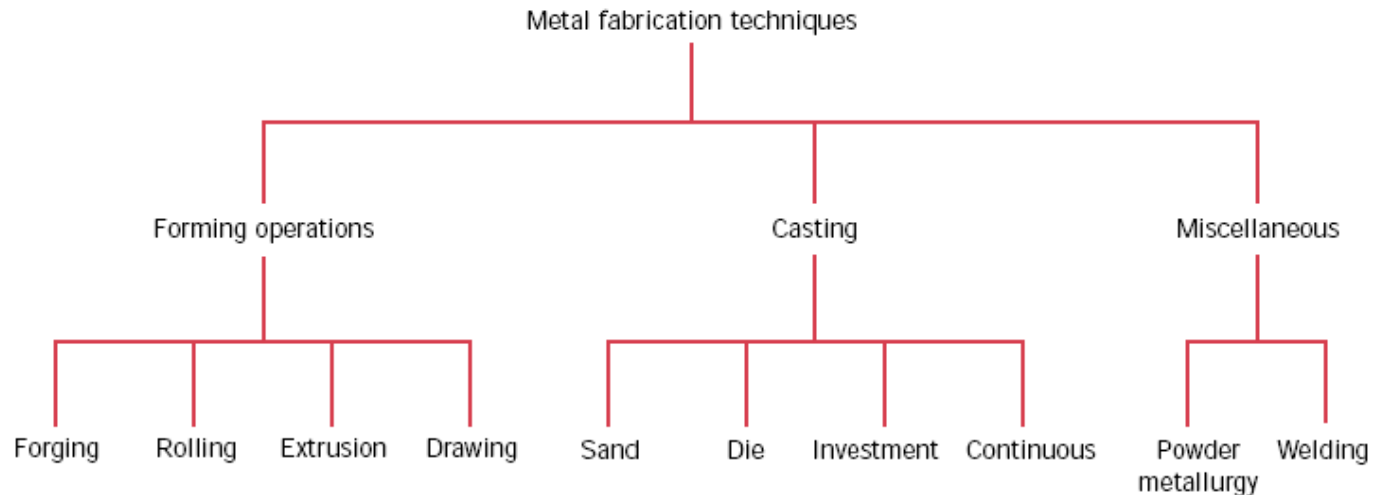 Metal fabrication techniques
Forming operations
Casting
Miscellaneous
Forging
Rolling
Extrusion
Drawing
Sand
Die
Investment
Continuous
Powder
metallurgy
Welding